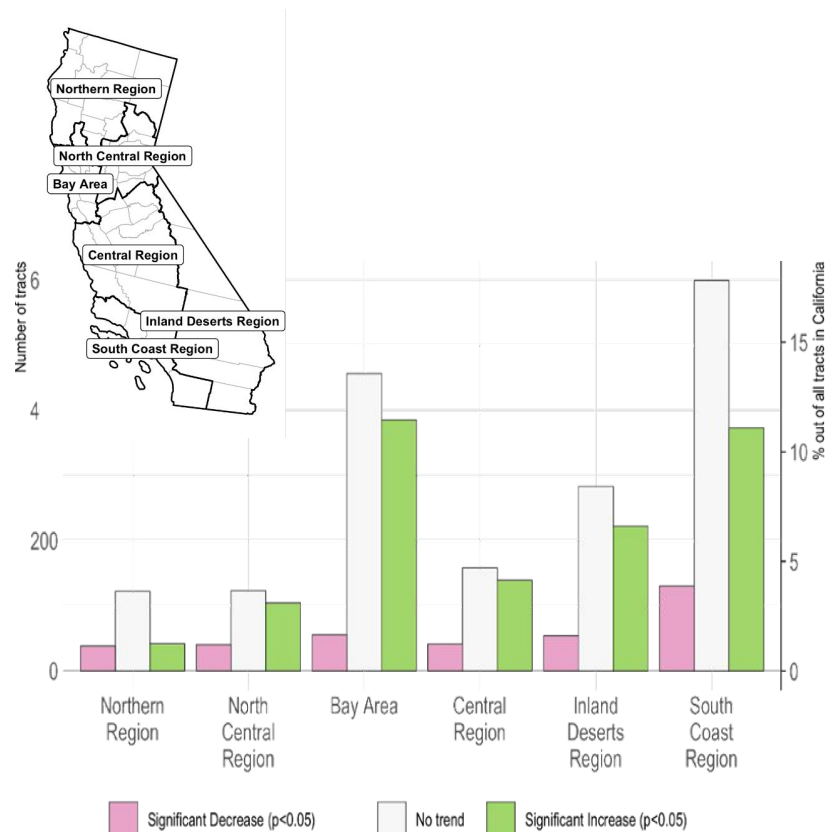 Northern Region
North Central Region
Bay Area
Central Region
Inland Deserts Region
South Coast Region
Number of tracts
6
4
200
0
15
10
5
0
% out of all tracts in California
Northern
Region
North
Central
Region
Bay Area
Central
Region
Inland
Deserts
Region
South
Coast
Region
Significant Decrease (p<0.05)
No trend
Significant Increase (p<0.05)